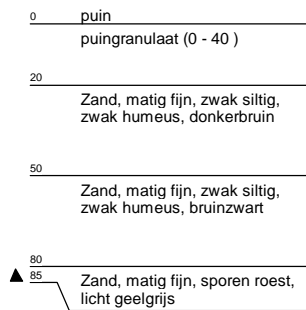 0 puin
puingranulaat (0 - 40 )
20
Zand, matig fijn, zwak siltig,
zwak humeus, donkerbruin
50
Zand, matig fijn, zwak siltig,
zwak humeus, bruinzwart
80
85
Zand, matig fijn, sporen roest,
licht geelgrijs